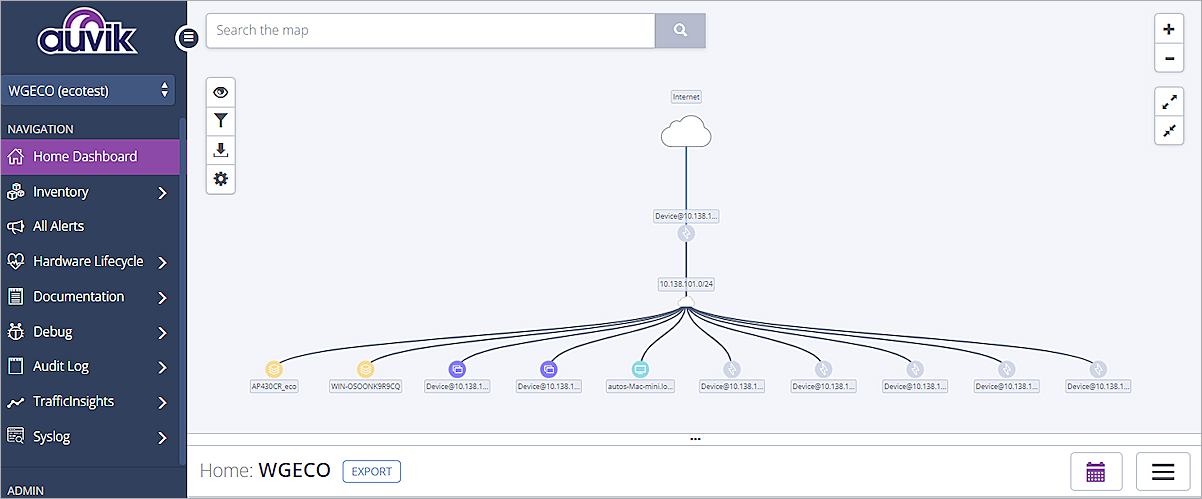 auvik
WGECO (ecotest)
NAVIGATION
Home Dashboard
Inventory
All Alerts
Hardware Lifecycle
Documentation
Debug
Audit Log
TrafficInsights
Syslog
ADMIN
Search the map
Internet
Device@10.138.1...
10.138.101.0/24
AP430CR_eco
WIN-OSOONK9R9CQ
Device@10.138.1...
Device@10.138.1...
autos-Mac-mini.lo...
Device@10.138.1...
Device@10.138.1...
Device@10.138.1...
Device@10.138.1...
Device@10.138.1...
Home: WGECO
EXPORT